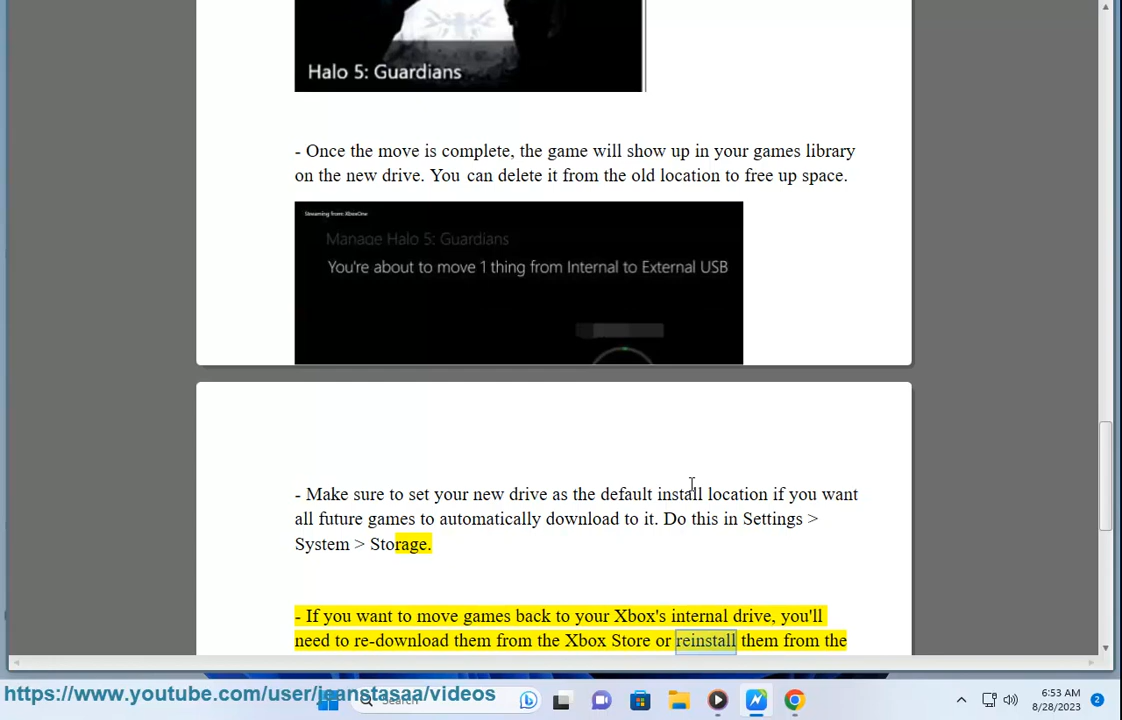 Halo 5: Guardians
- Once the move is complete, the game will show up in your games library
on the new drive. You can delete it from the old location to free up space.
Streaming from XboxOne
Manage Halo 5: Guardians
You're about to move 1 thing from Internal to External USB
- Make sure to set your new drive as the default install location if you want
all future games to automatically download to it. Do this in Settings >
System > Storage.
- If you want to move games back to your Xbox's internal drive, you'll
need to re-download them from the Xbox Store or reinstall them from the
https://www.youtube.com/user/jeanstasaa/videos
Search
6:53 AM
8/28/2023
2